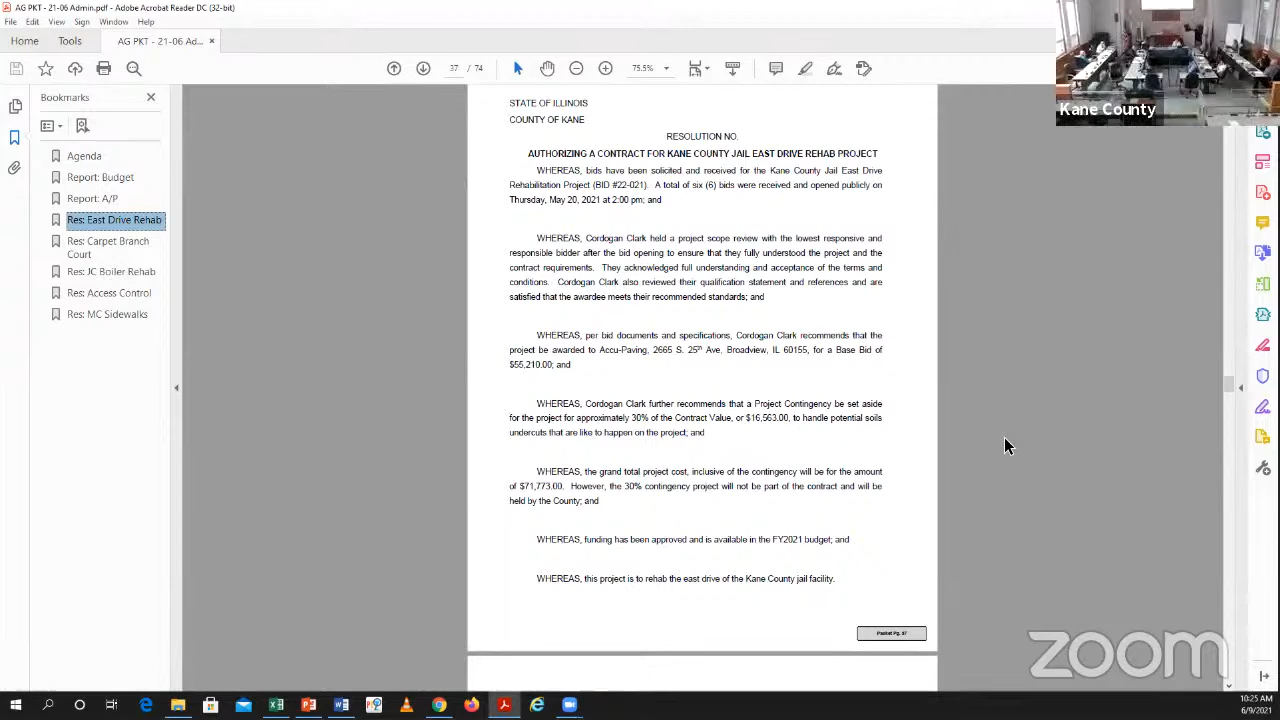 AG PKT - 21-06 Admin.pdf - Adobe Acrobat Reader DC (32-bit)
File Edit View Sign Window Help
Home Tools AG PKT - 21-06 Ad... ×
37 / 74 75.5%
Kane County
Bookmarks
Agenda
Report: Budget
Report: A/P
Res: East Drive Rehab
Res: Carpet Branch
Court
Res: JC Boiler Rehab
Res: Access Control
Res: MC Sidewalks
STATE OF ILLINOIS
COUNTY OF KANE
RESOLUTION NO.
AUTHORIZING A CONTRACT FOR KANE COUNTY JAIL EAST DRIVE REHAB PROJECT
WHEREAS, bids have been solicited and received for the Kane County Jail East Drive
Rehabilitation Project (BID #22-021). A total of six (6) bids were received and opened publicly on
Thursday, May 20, 2021 at 2:00 pm; and
WHEREAS, Cordogan Clark held a project scope review with the lowest responsive and
responsible bidder after the bid opening to ensure that they fully understood the project and the
contract requirements. They acknowledged full understanding and acceptance of the terms and
conditions. Cordogan Clark also reviewed their qualification statement and references and are
satisfied that the awardee meets their recommended standards; and
WHEREAS, per bid documents and specifications, Cordogan Clark recommends that the
project be awarded to Accu-Paving, 2665 S. 25th Ave, Broadview, IL 60155, for a Base Bid of
$55,210.00; and
WHEREAS, Cordogan Clark further recommends that a Project Contingency be set aside
for the project for approximately 30% of the Contract Value, or $16,563.00, to handle potential soils
undercuts that are like to happen on the project; and
WHEREAS, the grand total project cost, inclusive of the contingency will be for the amount
of $71,773.00. However, the 30% contingency project will not be part of the contract and will be
held by the County; and
WHEREAS, funding has been approved and is available in the FY2021 budget; and
WHEREAS, this project is to rehab the east drive of the Kane County jail facility.
Packet Pg. 37
zoom
10:25 AM
6/9/2021